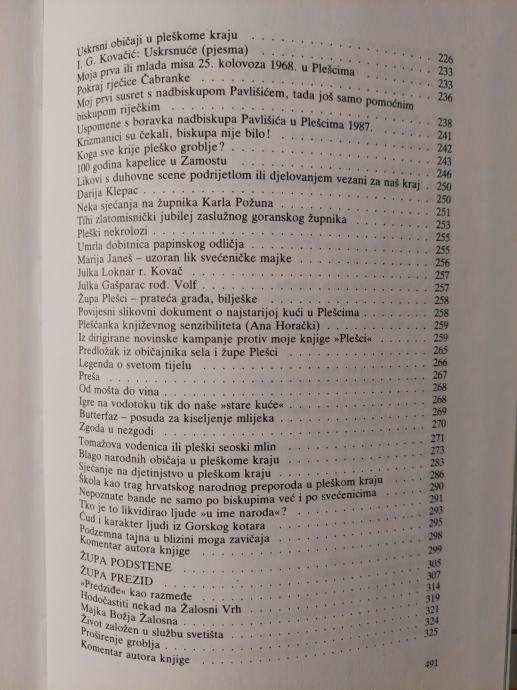 Uskrsni običaji u pleškome kraju . . . . . 226
I. G. Kovačić: Uskrsnuće (pjesma) . . . . . 233
Moja prva ili mlada misa 25. kolovoza 1968. u Plešcima . . . . . 233
Pokraj rječice Čabranke . . . . . 236
Moj prvi susret s nadbiskupom Pavlišićem, tada još samo pomoćnim
biskupom riječkim . . . . . 238
Uspomene s boravka nadbiskupa Pavlišića u Plešcima 1987. . . . . . 241
Krizmanici su čekali, biskupa nije bilo! . . . . . 242
Koga sve krije pleško groblje? . . . . . 243
100 godina kapelice u Zamostu . . . . . 246
Likovi s duhovne scene podrijetlom ili djelovanjem vezani za naš kraj . 250
Darija Klepac . . . . . 250
Neka sjećanja na župnika Karla Požuna . . . . . 251
Tihi zlatomisnički jubilej zaslužnog goranskog župnika . . . . . 253
Pleški nekrolozi . . . . . 255
Umrla dobitnica papinskog odličja . . . . . 255
Marija Janeš – uzoran lik svećeničke majke . . . . . 256
Julka Loknar r. Kovač . . . . . 257
Julka Gašparac rođ. Volf . . . . . 257
Župa Plešci – prateća građa, bilješke . . . . . 258
Povijesni slikovni dokument o najstarijoj kući u Plešcima . . . . . 258
Pleščanka književnog senzibiliteta (Ana Horački) . . . . . 259
Iz dirigirane novinske kampanje protiv moje knjige »Plešci« . . . . . 259
Predložak iz običajnika sela i župe Plešci . . . . . 265
Legenda o svetom tijelu . . . . . 266
Preša . . . . . 267
Od mošta do vina . . . . . 268
Igre na vodotoku tik do naše »stare kuće« . . . . . 268
Butterfaz – posuda za kiseljenje mlijeka . . . . . 269
Zgoda u nezgodi . . . . . 270
Tomažova vodenica ili pleški seoski mlin . . . . . 271
Blago narodnih običaja u pleškome kraju . . . . . 273
Sjećanje na djetinjstvo u pleškom kraju . . . . . 283
Škola kao trag hrvatskog narodnog preporoda u pleškom kraju . . . . . 286
Nepoznate bande ne samo po biskupima već i po svećenicima . . . . . 290
Tko je to likvidirao ljude »u ime naroda«? . . . . . 291
Ćud i karakter ljudi iz Gorskog kotara . . . . . 293
Podzemna tajna u blizini moga zavičaja . . . . . 295
Komentar autora knjige . . . . . 298
ŽUPA PODSTENE . . . . . 299
ŽUPA PREZID . . . . . 305
»Predziđe« kao razmeđe . . . . . 307
Hodočastiti nekad na Žalosni Vrh . . . . . 314
Majka Božja Žalosna . . . . . 319
Život založen u službu svetišta . . . . . 321
Proširenje groblja . . . . . 324
Komentar autora knjige . . . . . 325
491